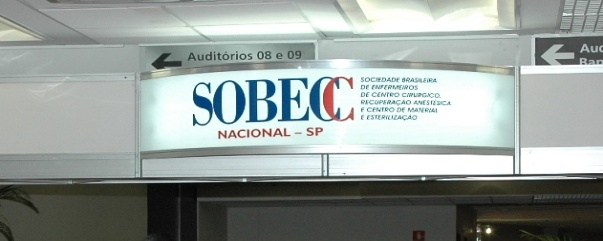 Auditórios 08 e 09
SOBECC
NACIONAL – SP
SOCIEDADE BRASILEIRA
DE ENFERMEIROS
DE CENTRO CIRÚRGICO,
RECUPERAÇÃO ANESTÉSICA
E CENTRO DE MATERIAL
E ESTERILIZAÇÃO